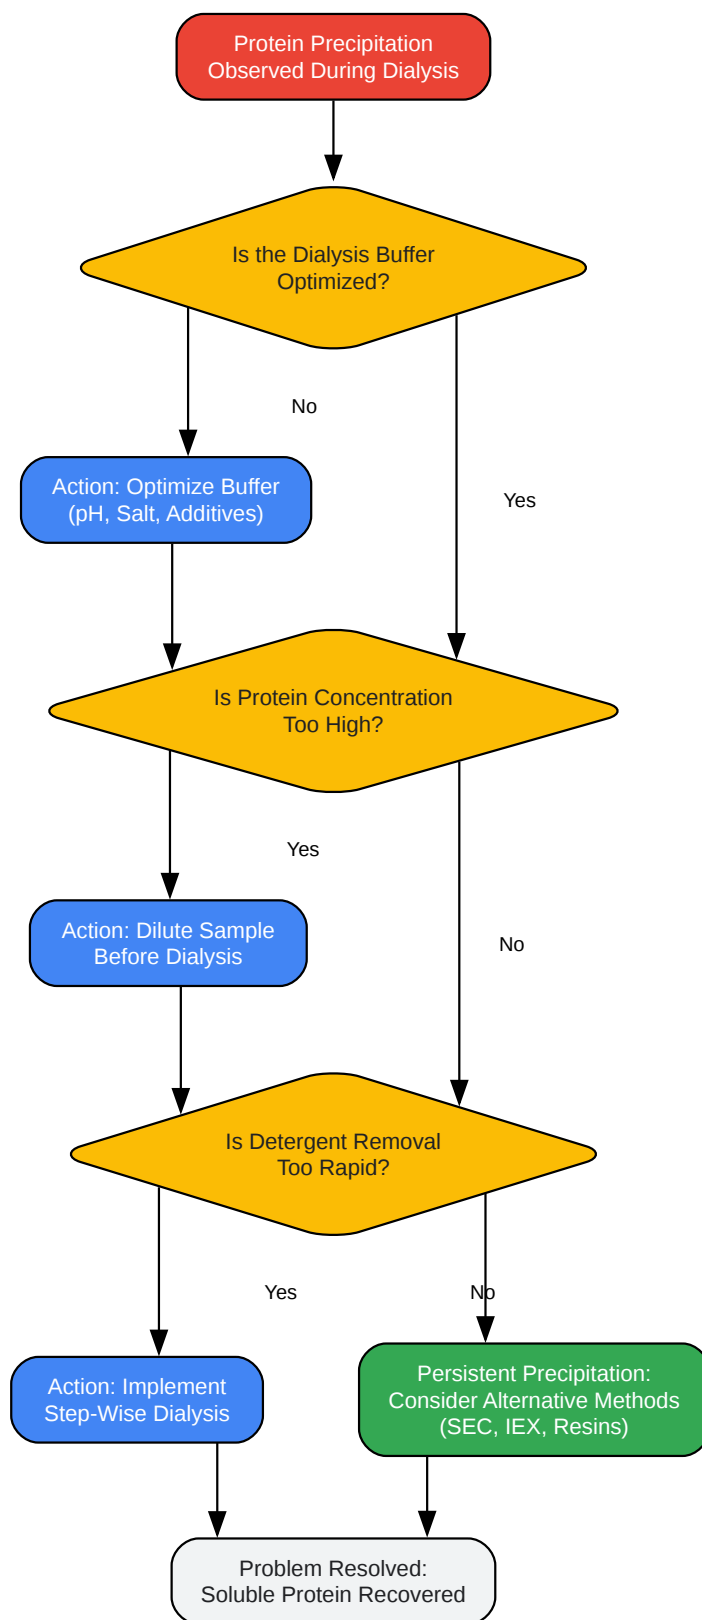 Protein Precipitation
Observed During Dialysis
Is the Dialysis Buffer
Optimized?
No
Action: Optimize Buffer
(pH, Salt, Additives)
Yes
Is Protein Concentration
Too High?
Yes
Action: Dilute Sample
Before Dialysis
No
Is Detergent Removal
Too Rapid?
Yes
No
Action: Implement
Step-Wise Dialysis
Persistent Precipitation:
Consider Alternative Methods
(SEC, IEX, Resins)
Problem Resolved:
Soluble Protein Recovered